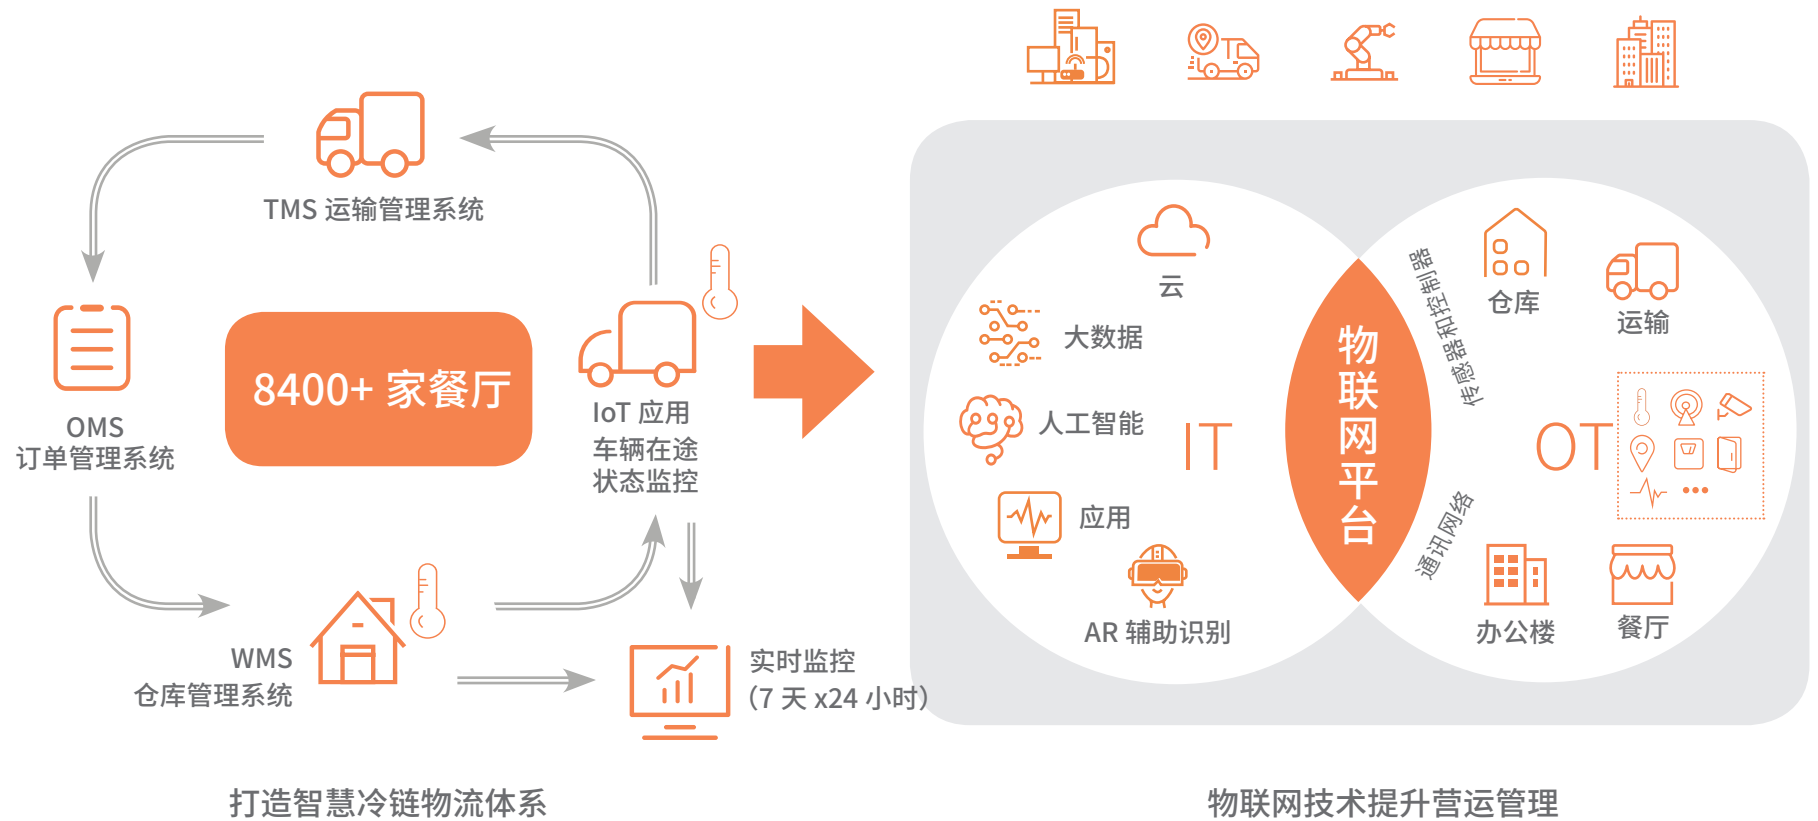 TMS 运输管理系统
OMS
订单管理系统
8400+ 家餐厅
IoT 应用
车辆在途
状态监控
WMS
仓库管理系统
实时监控
（7 天 x24 小时）
打造智慧冷链物流体系
云
大数据
人工智能
IT
应用
AR 辅助识别
物联网平台
传感器和控制器
通讯网络
仓库
运输
OT
办公楼
餐厅
物联网技术提升营运管理